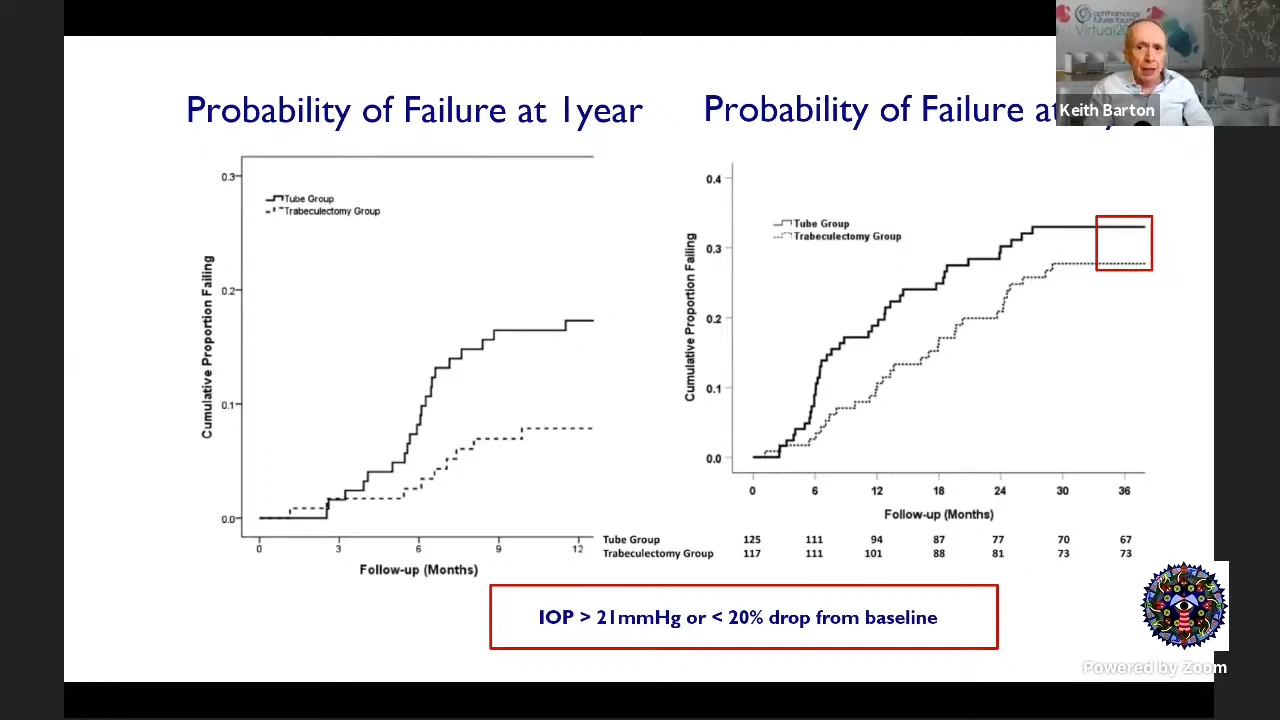 ophthalmology
futures forum
Virtual
Keith Barton
Probability of Failure at 1year
Probability of Failure at
0.3
0.2
0.1
0.0
Cumulative Proportion Failing
Tube Group
Trabeculectomy Group
0 3 6 9 12
Follow-up (Months)
0.4
0.3
0.2
0.1
0.0
Cumulative Proportion Failing
Tube Group
Trabeculectomy Group
0 6 12 18 24 30 36
Follow-up (Months)
Tube Group 125 111 94 87 77 70 67
Trabeculectomy Group 117 111 101 88 81 73 73
IOP > 21mmHg or < 20% drop from baseline
Powered by Zoom